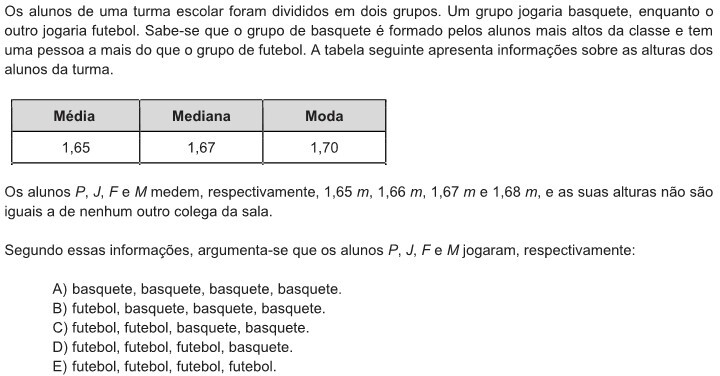 Os alunos de uma turma escolar foram divididos em dois grupos. Um grupo jogaria basquete, enquanto o
outro jogaria futebol. Sabe-se que o grupo de basquete é formado pelos alunos mais altos da classe e tem
uma pessoa a mais do que o grupo de futebol. A tabela seguinte apresenta informações sobre as alturas dos
alunos da turma.
Média Mediana Moda
1,65 1,67 1,70
Os alunos P, J, F e M medem, respectivamente, 1,65 m, 1,66 m, 1,67 m e 1,68 m, e as suas alturas não são
iguais a de nenhum outro colega da sala.
Segundo essas informações, argumenta-se que os alunos P, J, F e M jogaram, respectivamente:
A) basquete, basquete, basquete, basquete.
B) futebol, basquete, basquete, basquete.
C) futebol, futebol, basquete, basquete.
D) futebol, futebol, futebol, basquete.
E) futebol, futebol, futebol, futebol.